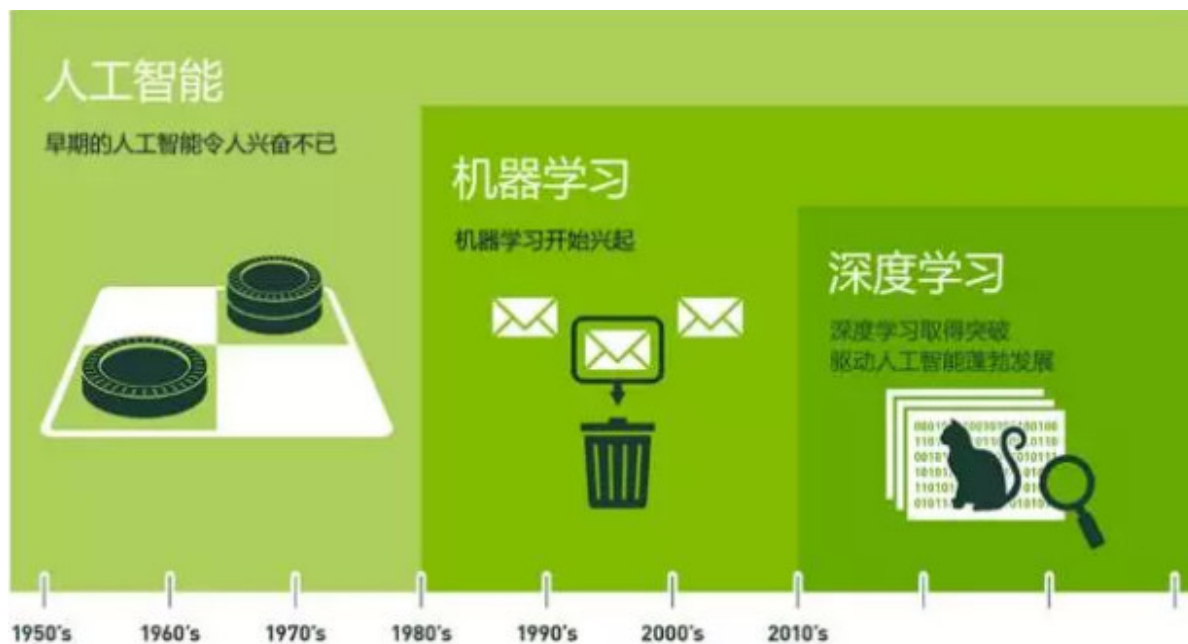 人工智能
早期的人工智能令人兴奋不已
机器学习
机器学习开始兴起
深度学习
深度学习取得突破
驱动人工智能蓬勃发展
1950's 1960's 1970's 1980's 1990's 2000's 2010's